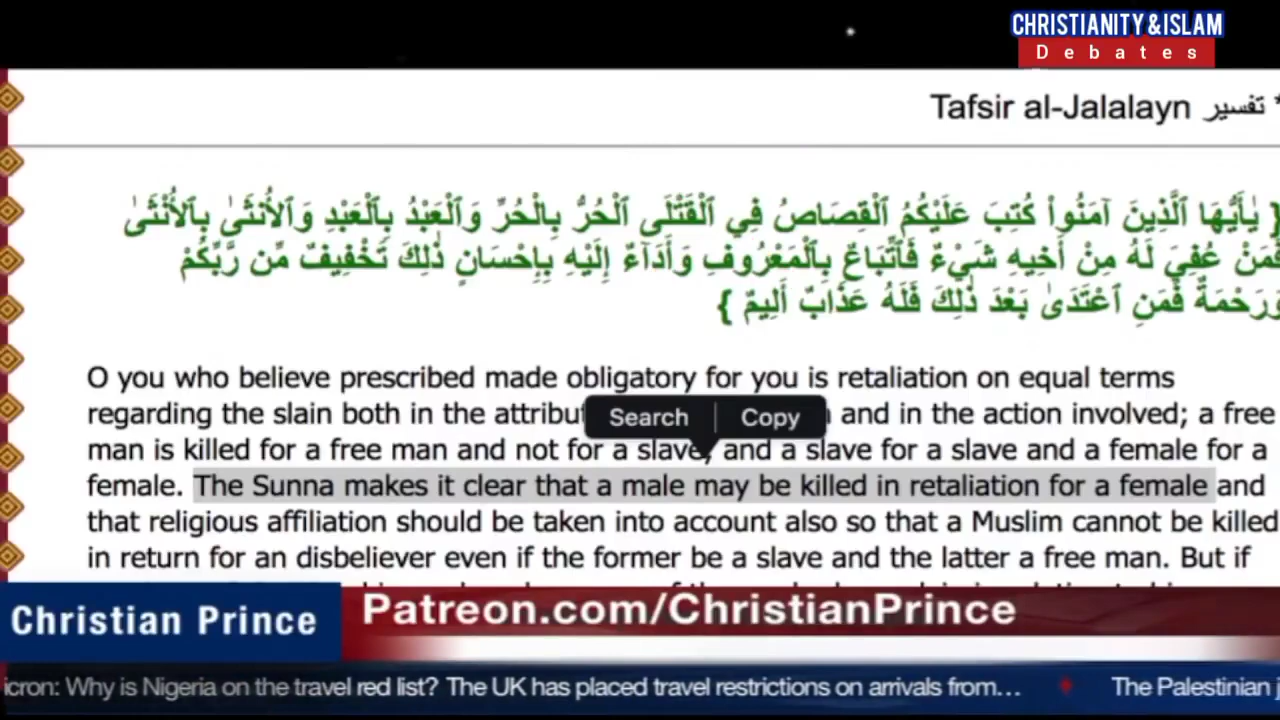 CHRISTIANITY & ISLAM
Debates
* تفسير Tafsir al-Jalalayn
{ يٰأَيُّهَا ٱلَّذِينَ آمَنُواْ كُتِبَ عَلَيْكُمُ ٱلْقِصَاصُ فِي ٱلْقَتْلَى ٱلْحُرُّ بِالْحُرِّ وَٱلْعَبْدُ بِٱلْعَبْدِ وَٱلأُنثَىٰ بِٱلأُنْثَىٰ
فَمَنْ عُفِيَ لَهُ مِنْ أَخِيهِ شَيْءٌ فَٱتِّبَاعٌ بِٱلْمَعْرُوفِ وَأَدَآءٌ إِلَيْهِ بِإِحْسَانٍ ذٰلِكَ تَخْفِيفٌ مِّن رَّبِّكُمْ
وَرَحْمَةٌ فَمَنِ ٱعْتَدَىٰ بَعْدَ ذٰلِكَ فَلَهُ عَذَابٌ أَلِيمٌ }
O you who believe prescribed made obligatory for you is retaliation on equal terms
regarding the slain both in the attribu and in the action involved; a free
Search Copy
man is killed for a free man and not for a slave, and a slave for a slave and a female for a
female. The Sunna makes it clear that a male may be killed in retaliation for a female and
that religious affiliation should be taken into account also so that a Muslim cannot be killed
in return for an disbeliever even if the former be a slave and the latter a free man. But if
Christian Prince
Patreon.com/ChristianPrince
icron: Why is Nigeria on the travel red list? The UK has placed travel restrictions on arrivals from... The Palestinian j